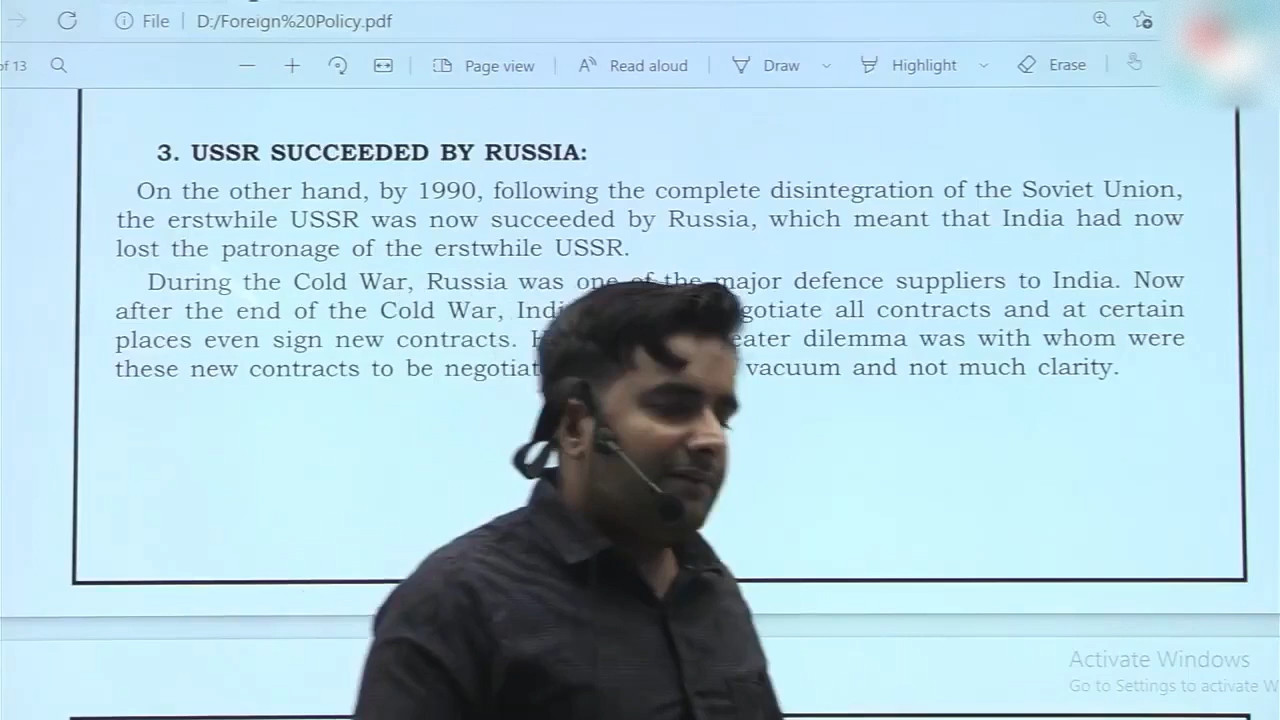 File D:/Foreign%20Policy.pdf
of 13 Page view Read aloud Draw Highlight Erase
3. USSR SUCCEEDED BY RUSSIA:
On the other hand, by 1990, following the complete disintegration of the Soviet Union,
the erstwhile USSR was now succeeded by Russia, which meant that India had now
lost the patronage of the erstwhile USSR.
During the Cold War, Russia was one of the major defence suppliers to India. Now
after the end of the Cold War, gotiate all contracts and at certain
places even sign new contracts. eater dilemma was with whom were
these new contracts to be vacuum and not much clarity.
Activate Windows
Go to Settings to activate W